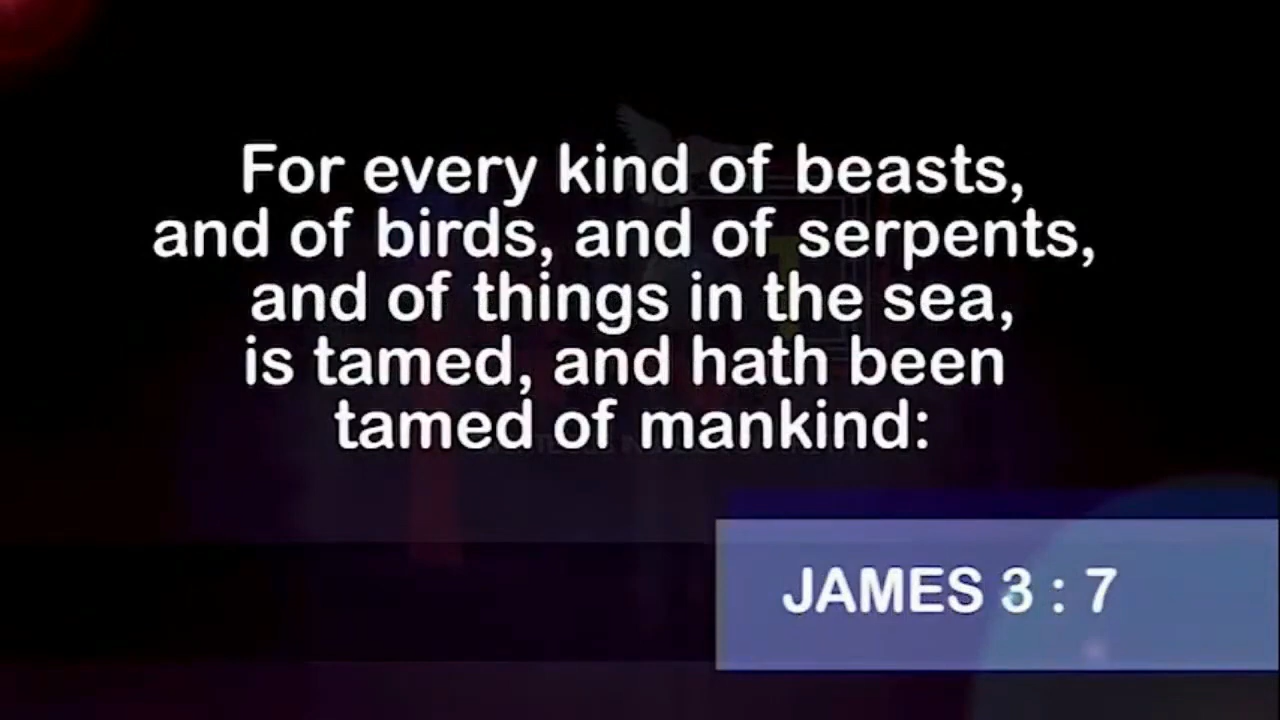 For every kind of beasts,
and of birds, and of serpents,
and of things in the sea,
is tamed, and hath been
tamed of mankind:
JAMES 3 : 7